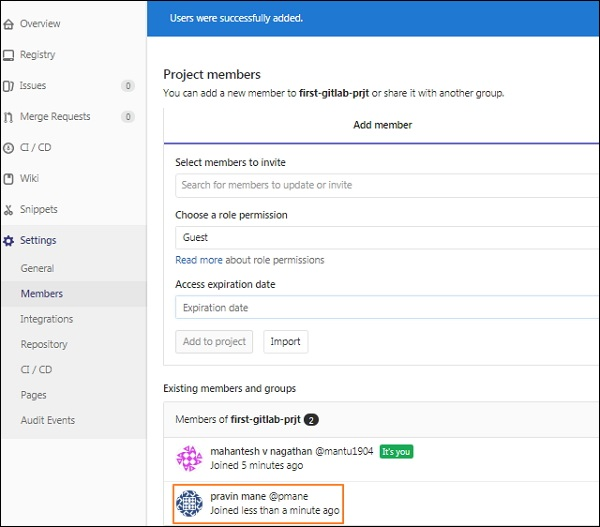 Overview
Registry
Issues 0
Merge Requests 0
CI / CD
Wiki
Snippets
Settings
General
Members
Integrations
Repository
CI / CD
Pages
Audit Events
Users were successfully added.
Project members
You can add a new member to first-gitlab-prjt or share it with another group.
Add member
Select members to invite
Search for members to update or invite
Choose a role permission
Guest
Read more about role permissions
Access expiration date
Expiration date
Add to project Import
Existing members and groups
Members of first-gitlab-prjt 2
mahantesh v nagathan @mantu1904 It's you
Joined 5 minutes ago
pravin mane @pmane
Joined less than a minute ago